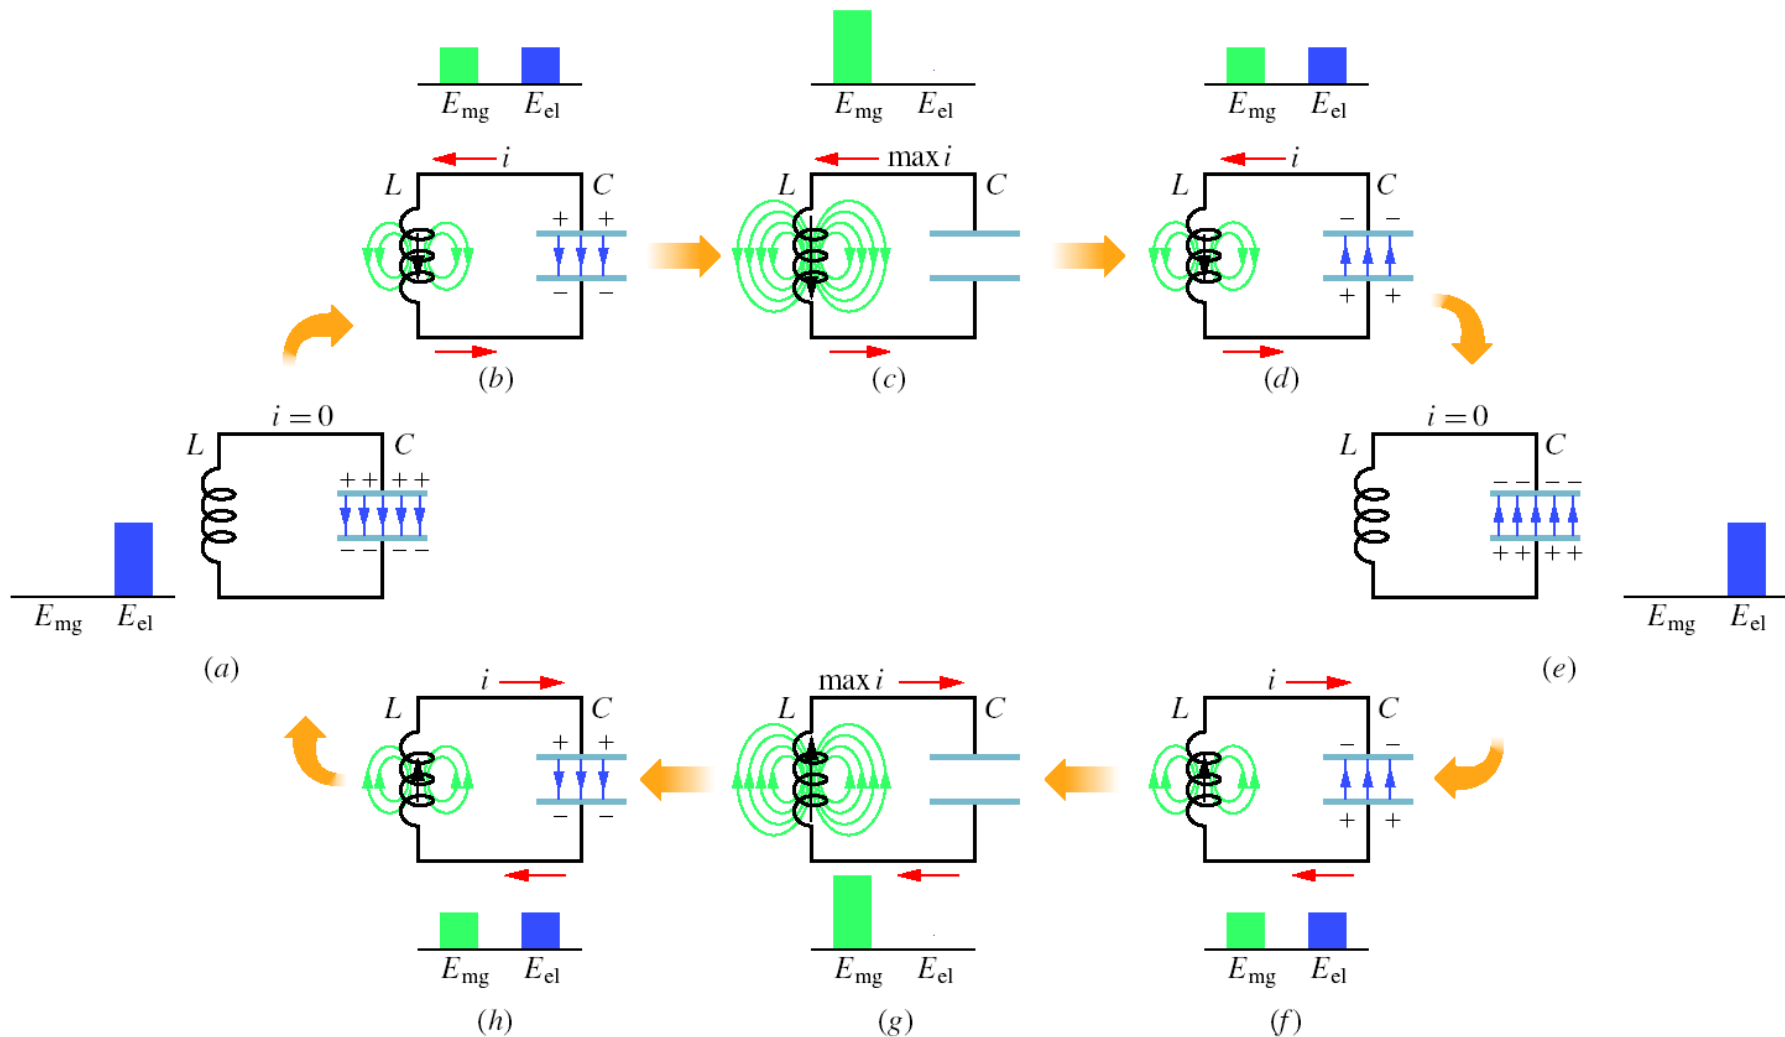 E_mg E_el
E_mg E_el
E_mg E_el
i
max i
i
L C
L C
L C
+ +
− −
− −
− −
+ +
+ +
(b)
(c)
(d)
i = 0
i = 0
L C
L C
+ + + +
− − − − −
− − − −
+ + + +
E_mg E_el
E_mg E_el
(a)
(e)
i
max i
i
L C
L C
L C
+ +
− −
− −
− −
+ +
+ +
E_mg E_el
E_mg E_el
E_mg E_el
(h)
(g)
(f)